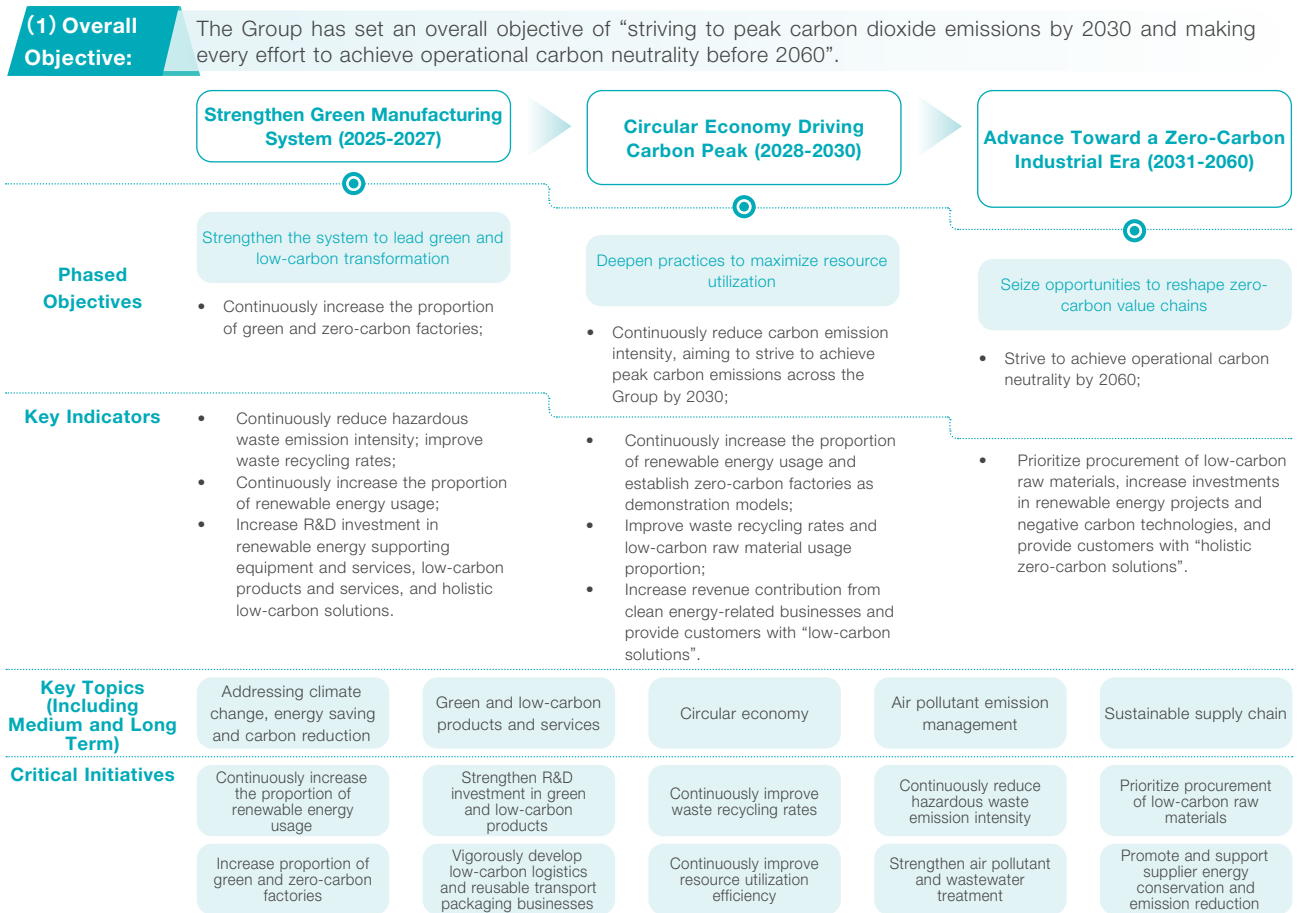 (1) Overall
Objective:
The Group has set an overall objective of “striving to peak carbon dioxide emissions by 2030 and making
every effort to achieve operational carbon neutrality before 2060”.
Strengthen Green Manufacturing
System (2025-2027)
Circular Economy Driving
Carbon Peak (2028-2030)
Advance Toward a Zero-Carbon
Industrial Era (2031-2060)
Phased
Objectives
Strengthen the system to lead green and
low-carbon transformation
• Continuously increase the proportion
of green and zero-carbon factories;
Deepen practices to maximize resource
utilization
• Continuously reduce carbon emission
intensity, aiming to strive to achieve
peak carbon emissions across the
Group by 2030;
Seize opportunities to reshape zero-
carbon value chains
• Strive to achieve operational carbon
neutrality by 2060;
Key Indicators
• Continuously reduce hazardous
waste emission intensity; improve
waste recycling rates;
• Continuously increase the proportion
of renewable energy usage;
• Increase R&D investment in
renewable energy supporting
equipment and services, low-carbon
products and services, and holistic
low-carbon solutions.
• Continuously increase the proportion
of renewable energy usage and
establish zero-carbon factories as
demonstration models;
• Improve waste recycling rates and
low-carbon raw material usage
proportion;
• Increase revenue contribution from
clean energy-related businesses and
provide customers with “low-carbon
solutions”.
• Prioritize procurement of low-carbon
raw materials, increase investments
in renewable energy projects and
negative carbon technologies, and
provide customers with “holistic
zero-carbon solutions”.
Key Topics
(Including
Medium and Long
Term)
Addressing climate
change, energy saving
and carbon reduction
Green and low-carbon
products and services
Circular economy
Air pollutant emission
management
Sustainable supply chain
Critical Initiatives
Continuously increase
the proportion of
renewable energy
usage
Strengthen R&D
investment in green
and low-carbon
products
Continuously improve
waste recycling rates
Continuously reduce
hazardous waste
emission intensity
Prioritize procurement
of low-carbon raw
materials
Increase proportion of
green and zero-carbon
factories
Vigorously develop
low-carbon logistics
and reusable transport
packaging businesses
Continuously improve
resource utilization
efficiency
Strengthen air pollutant
and wastewater
treatment
Promote and support
supplier energy
conservation and
emission reduction